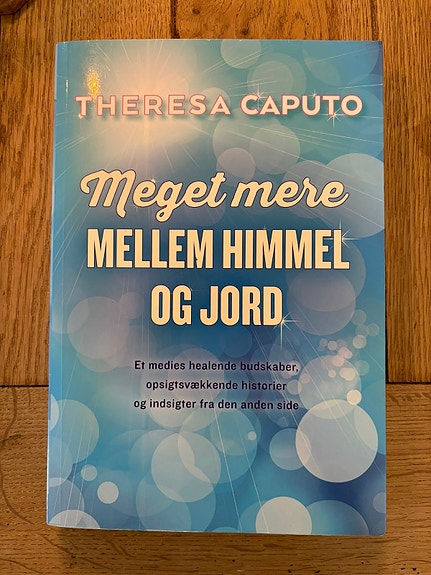 THERESA CAPUTO
Meget mere
MELLEM HIMMEL
OG JORD
Et medies healende budskaber,
opsigtsvækkende historier
og indsigter fra den anden side